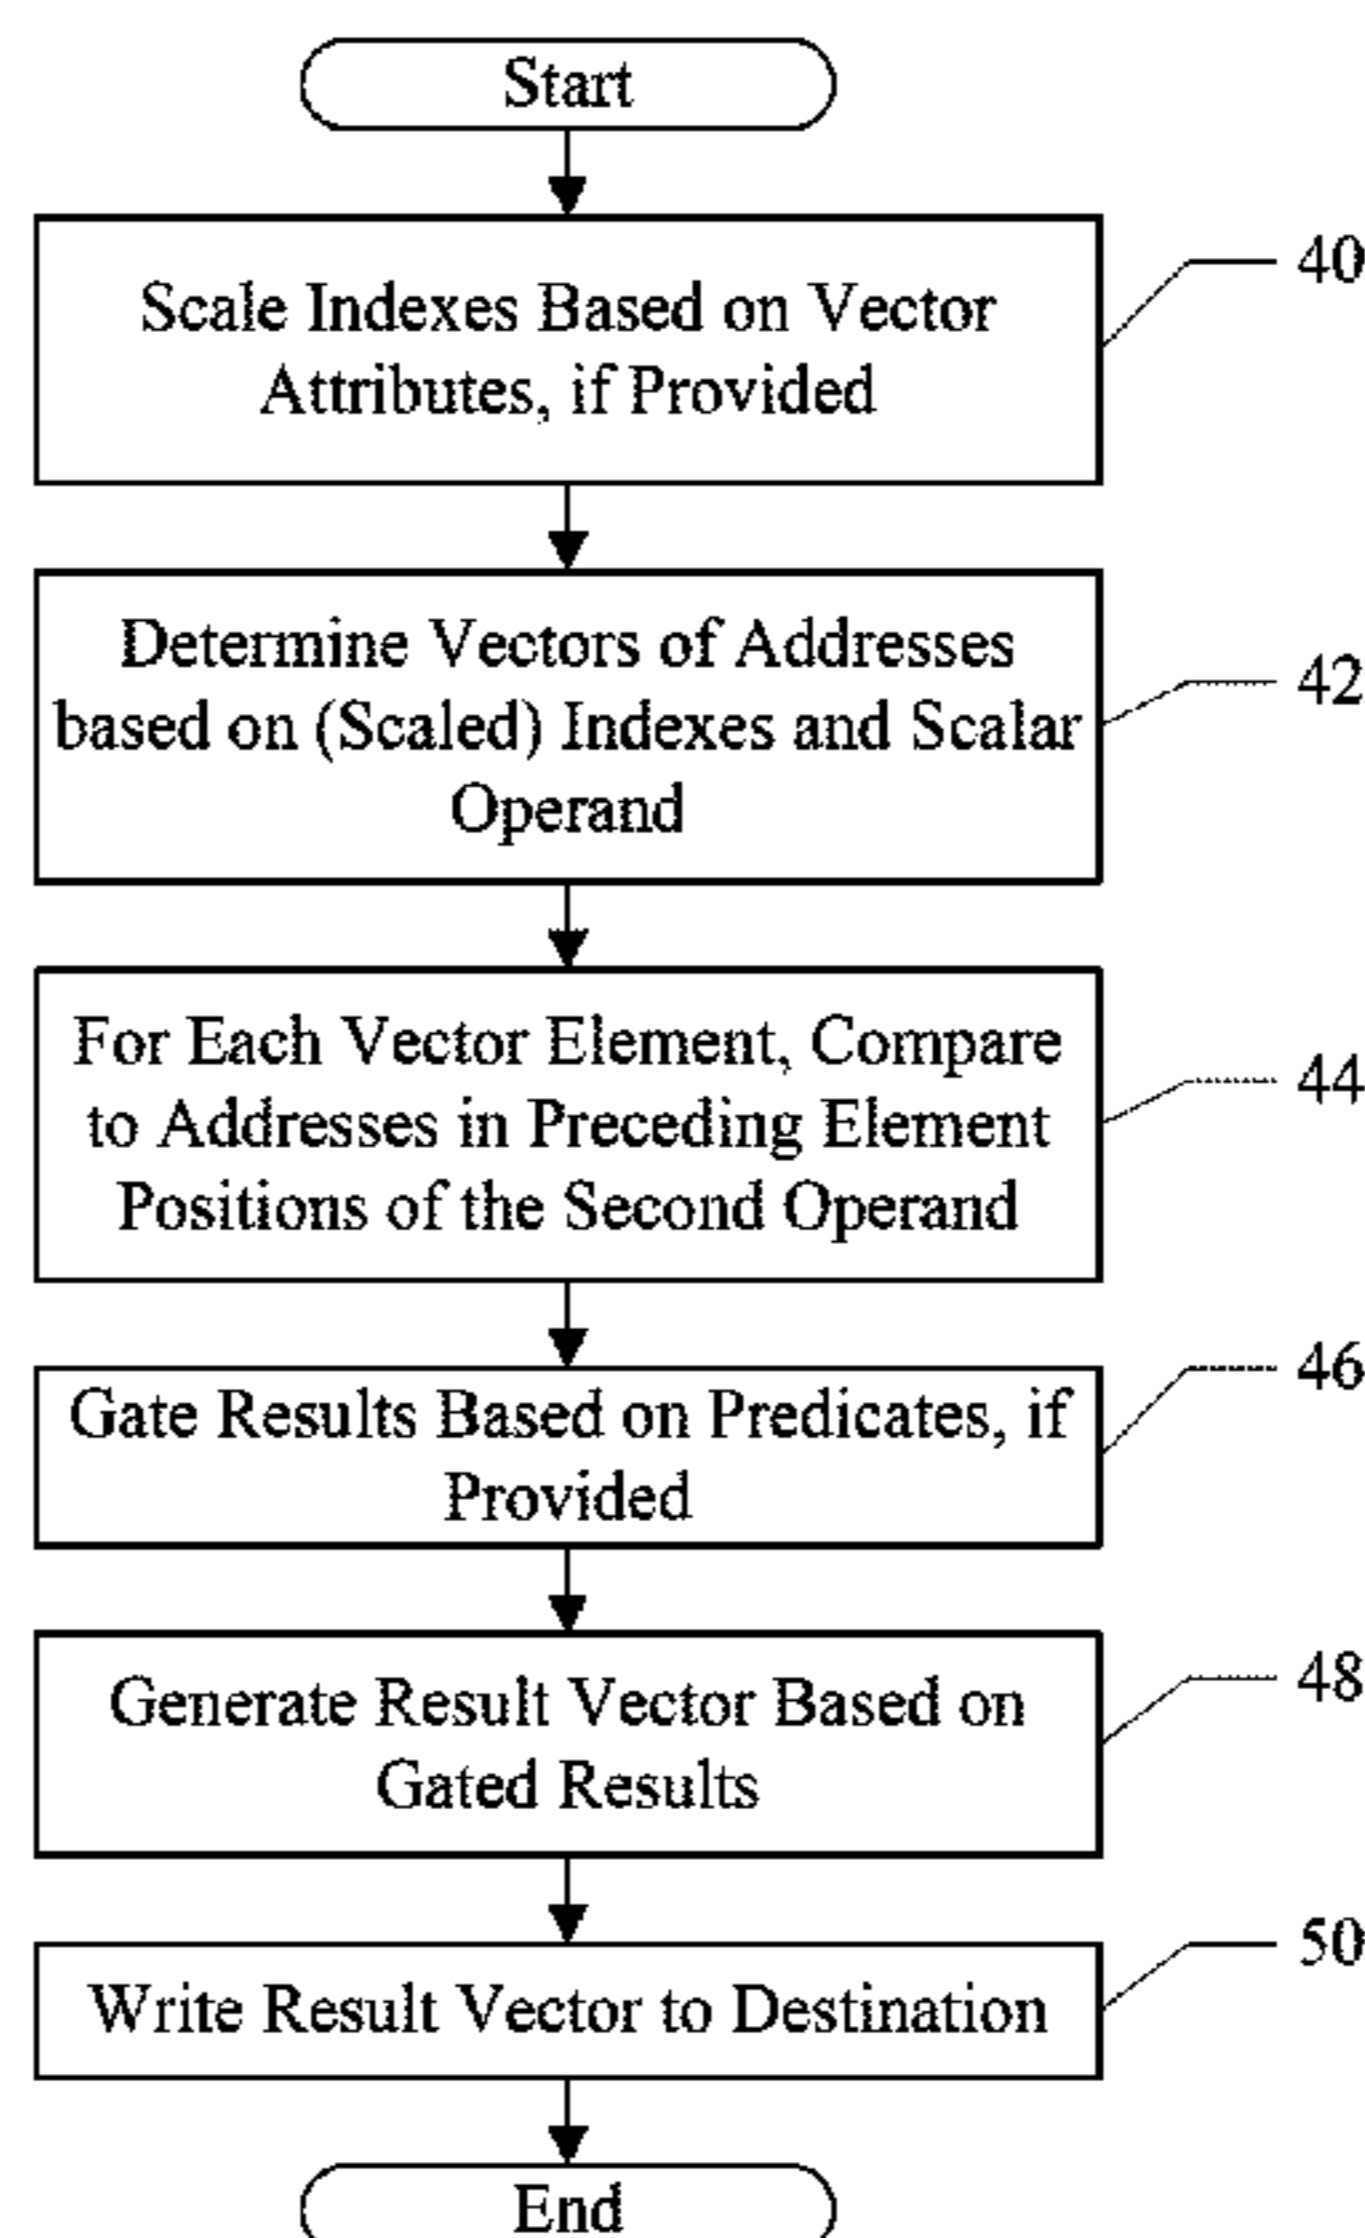 Start
Scale Indexes Based on Vector
Attributes, if Provided
40
Determine Vectors of Addresses
based on (Scaled) Indexes and Scalar
Operand
42
For Each Vector Element, Compare
to Addresses in Preceding Element
Positions of the Second Operand
44
Gate Results Based on Predicates, if
Provided
46
Generate Result Vector Based on
Gated Results
48
Write Result Vector to Destination
50
End